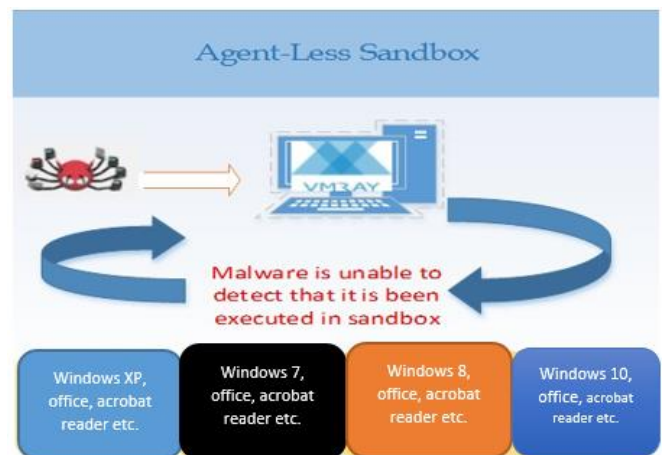 Agent-Less Sandbox
VMRAY
Malware is unable to
detect that it is been
executed in sandbox
Windows XP,
office, acrobat
reader etc.
Windows 7,
office, acrobat
reader etc.
Windows 8,
office, acrobat
reader etc.
Windows 10,
office, acrobat
reader etc.